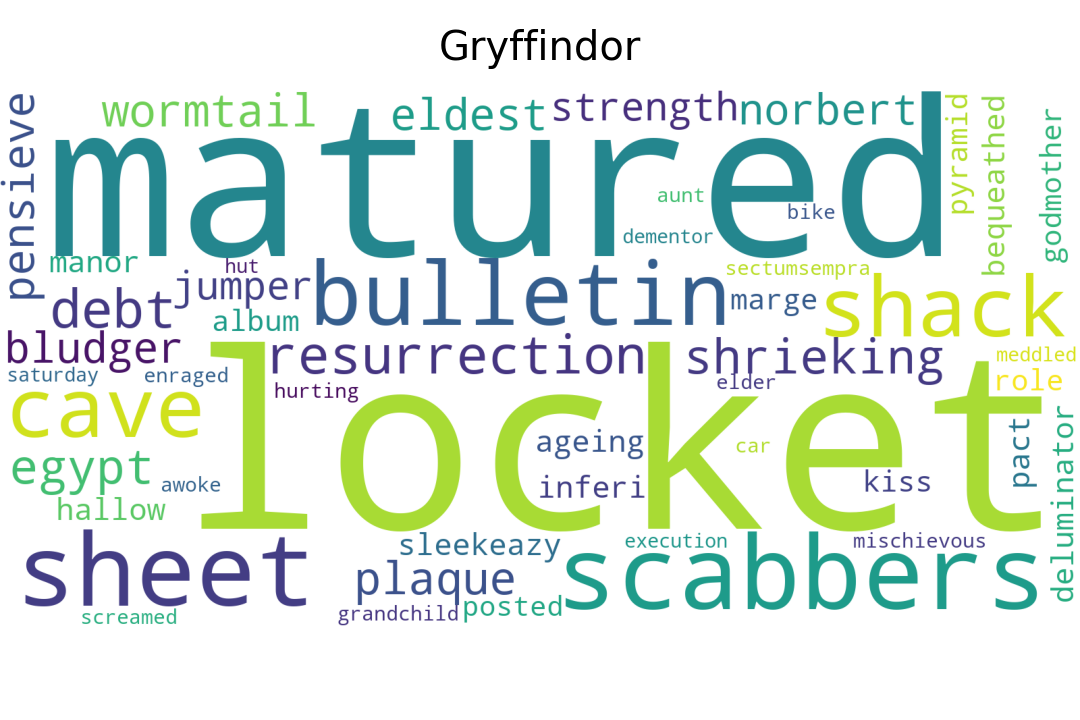 Gryffindor
pensieve
wormtail
eldest
strength
norbert
pyramid
bequeathed
godmother
matured
aunt
bike
dementor
manor
hut
jumper
debt
album
bulletin
sectumsempra
marge
shack
bludger
resurrection
shrieking
meddled
saturday
enraged
hurting
elder
role
cave
locket
ageing
car
pact
deluminator
egypt
awoke
inferi
kiss
hallow
sheet
sleekeazy
execution
mischievous
plaque
scabbers
screamed
grandchild
posted